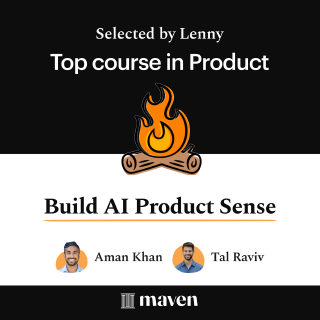 Selected by Lenny
Top course in Product
Build AI Product Sense
Aman Khan
Tal Raviv
maven